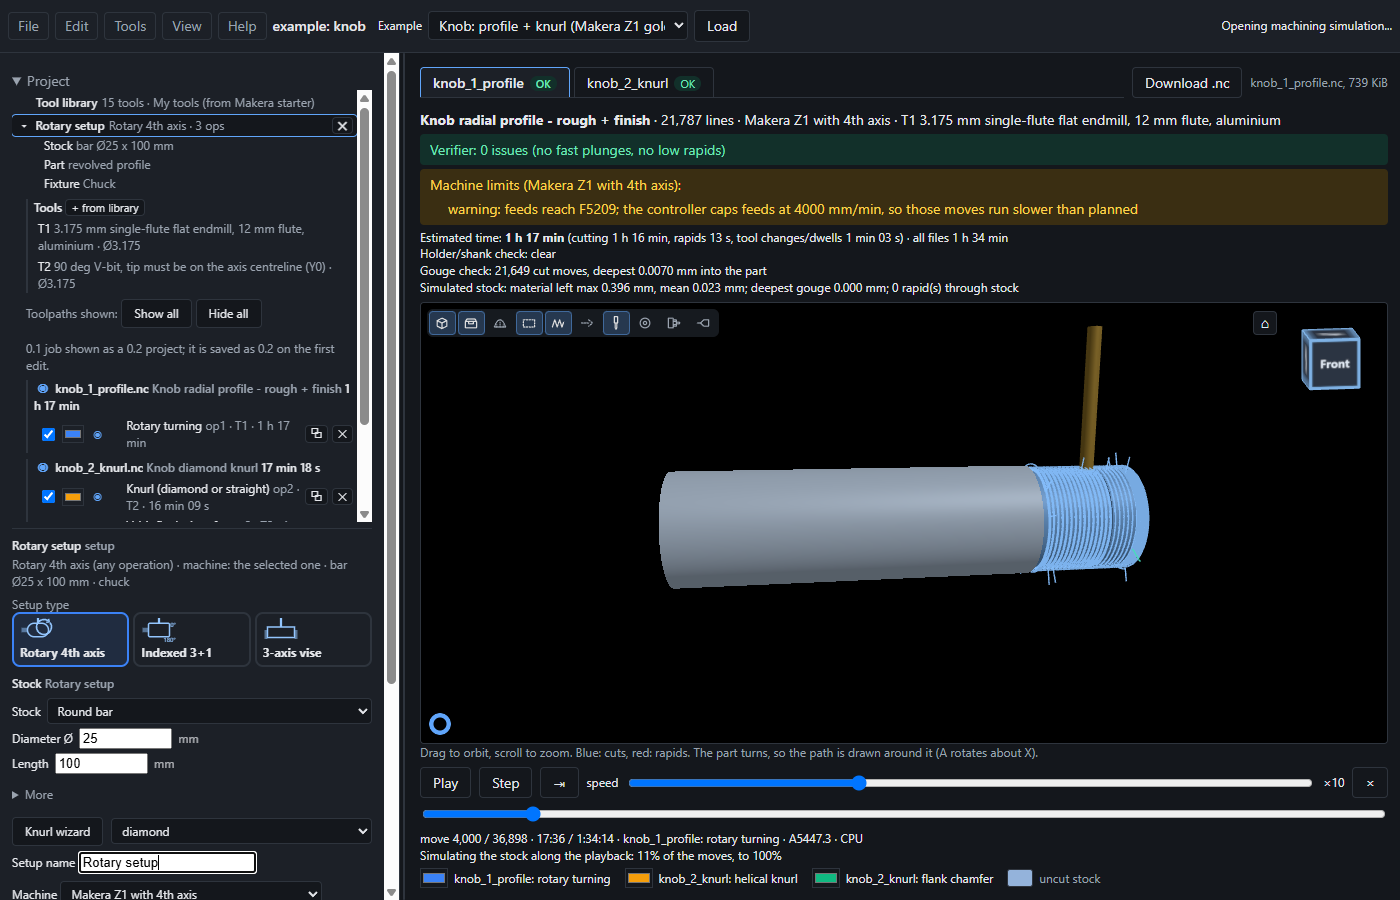 File Edit Tools View Help example: knob Example Knob: profile + knurl (Makera Z1 gol Load Opening machining simulation...
Project
Tool library 15 tools · My tools (from Makera starter)
Rotary setup Rotary 4th axis · 3 ops
Stock bar Ø25 x 100 mm
Part revolved profile
Fixture Chuck
Tools + from library
T1 3.175 mm single-flute flat endmill, 12 mm flute,
aluminium · Ø3.175
T2 90 deg V-bit, tip must be on the axis centreline (Y0) ·
Ø3.175
Toolpaths shown: Show all Hide all
0.1 job shown as a 0.2 project; it is saved as 0.2 on the first
edit.
knob_1_profile.nc Knob radial profile - rough + finish 1
h 17 min
Rotary turning op1 · T1 · 1 h 17
min
knob_2_knurl.nc Knob diamond knurl 17 min 18 s
Knurl (diamond or straight) op2 ·
T2 · 16 min 09 s
Rotary setup setup
Rotary 4th axis (any operation) · machine: the selected one · bar
Ø25 x 100 mm · chuck
Setup type
Rotary 4th axis Indexed 3+1 3-axis vise
Stock Rotary setup
Stock Round bar
Diameter Ø 25 mm
Length 100 mm
More
Knurl wizard diamond
Setup name Rotary setup
Machine Makera Z1 with 4th axis
knob_1_profile OK knob_2_knurl OK Download .nc knob_1_profile.nc, 739 KiB
Knob radial profile - rough + finish · 21,787 lines · Makera Z1 with 4th axis · T1 3.175 mm single-flute flat endmill, 12 mm flute, aluminium
Verifier: 0 issues (no fast plunges, no low rapids)
Machine limits (Makera Z1 with 4th axis):
warning: feeds reach F5209; the controller caps feeds at 4000 mm/min, so those moves run slower than planned
Estimated time: 1 h 17 min (cutting 1 h 16 min, rapids 13 s, tool changes/dwells 1 min 03 s) · all files 1 h 34 min
Holder/shank check: clear
Gouge check: 21,649 cut moves, deepest 0.0070 mm into the part
Simulated stock: material left max 0.396 mm, mean 0.023 mm; deepest gouge 0.000 mm; 0 rapid(s) through stock
Front
Drag to orbit, scroll to zoom. Blue: cuts, red: rapids. The part turns, so the path is drawn around it (A rotates about X).
Play Step ⇥ speed ×10 ×
move 4,000 / 36,898 · 17:36 / 1:34:14 · knob_1_profile: rotary turning · A5447.3 · CPU
Simulating the stock along the playback: 11% of the moves, to 100%
knob_1_profile: rotary turning knob_2_knurl: helical knurl knob_2_knurl: flank chamfer uncut stock